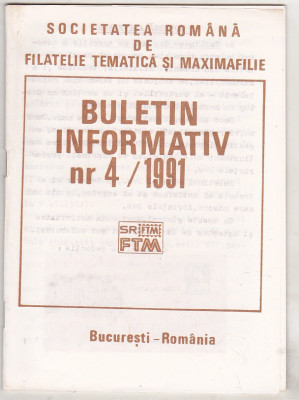 SOCIETATEA ROMÂNĂ
DE
FILATELIE TEMATICĂ ȘI MAXIMAFILIE
BULETIN
INFORMATIV
nr 4/1991
SR FTM
FTM
București-România